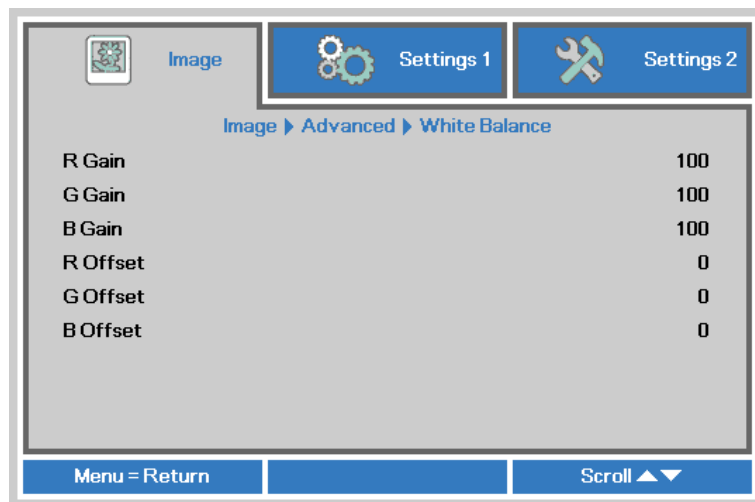 Image
Settings 1
Settings 2
Image Advanced White Balance
R Gain 100
G Gain 100
B Gain 100
R Offset 0
G Offset 0
B Offset 0
Menu = Return
Scroll